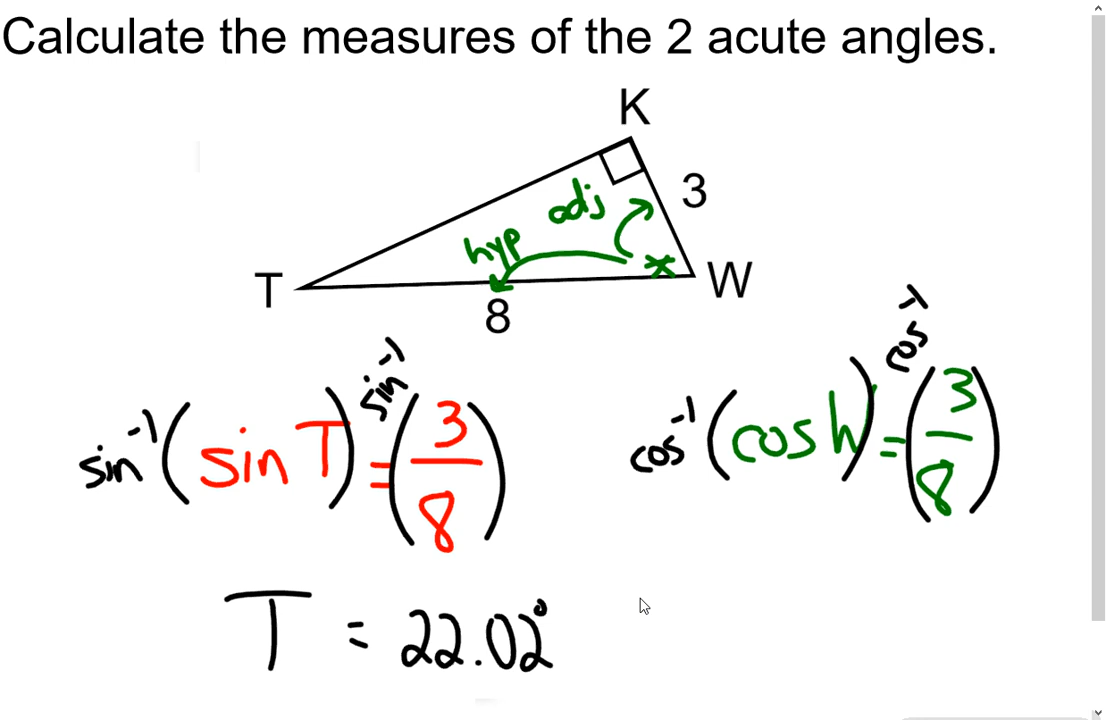 Calculate the measures of the 2 acute angles.
K
adj
3
hyp
T
W
8
sin⁻¹(sin T) = sin⁻¹(3/8)
cos⁻¹(cos W) = cos⁻¹(3/8)
T = 22.02°